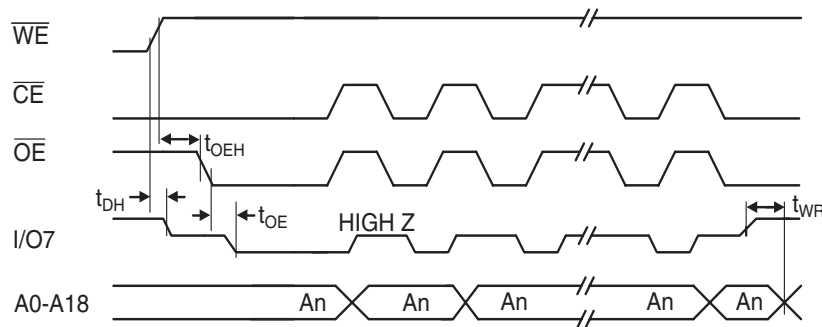 WE
CE
OE
tOEH
tDH
tOE
HIGH Z
tWR
I/O7
A0-A18
An An An An An